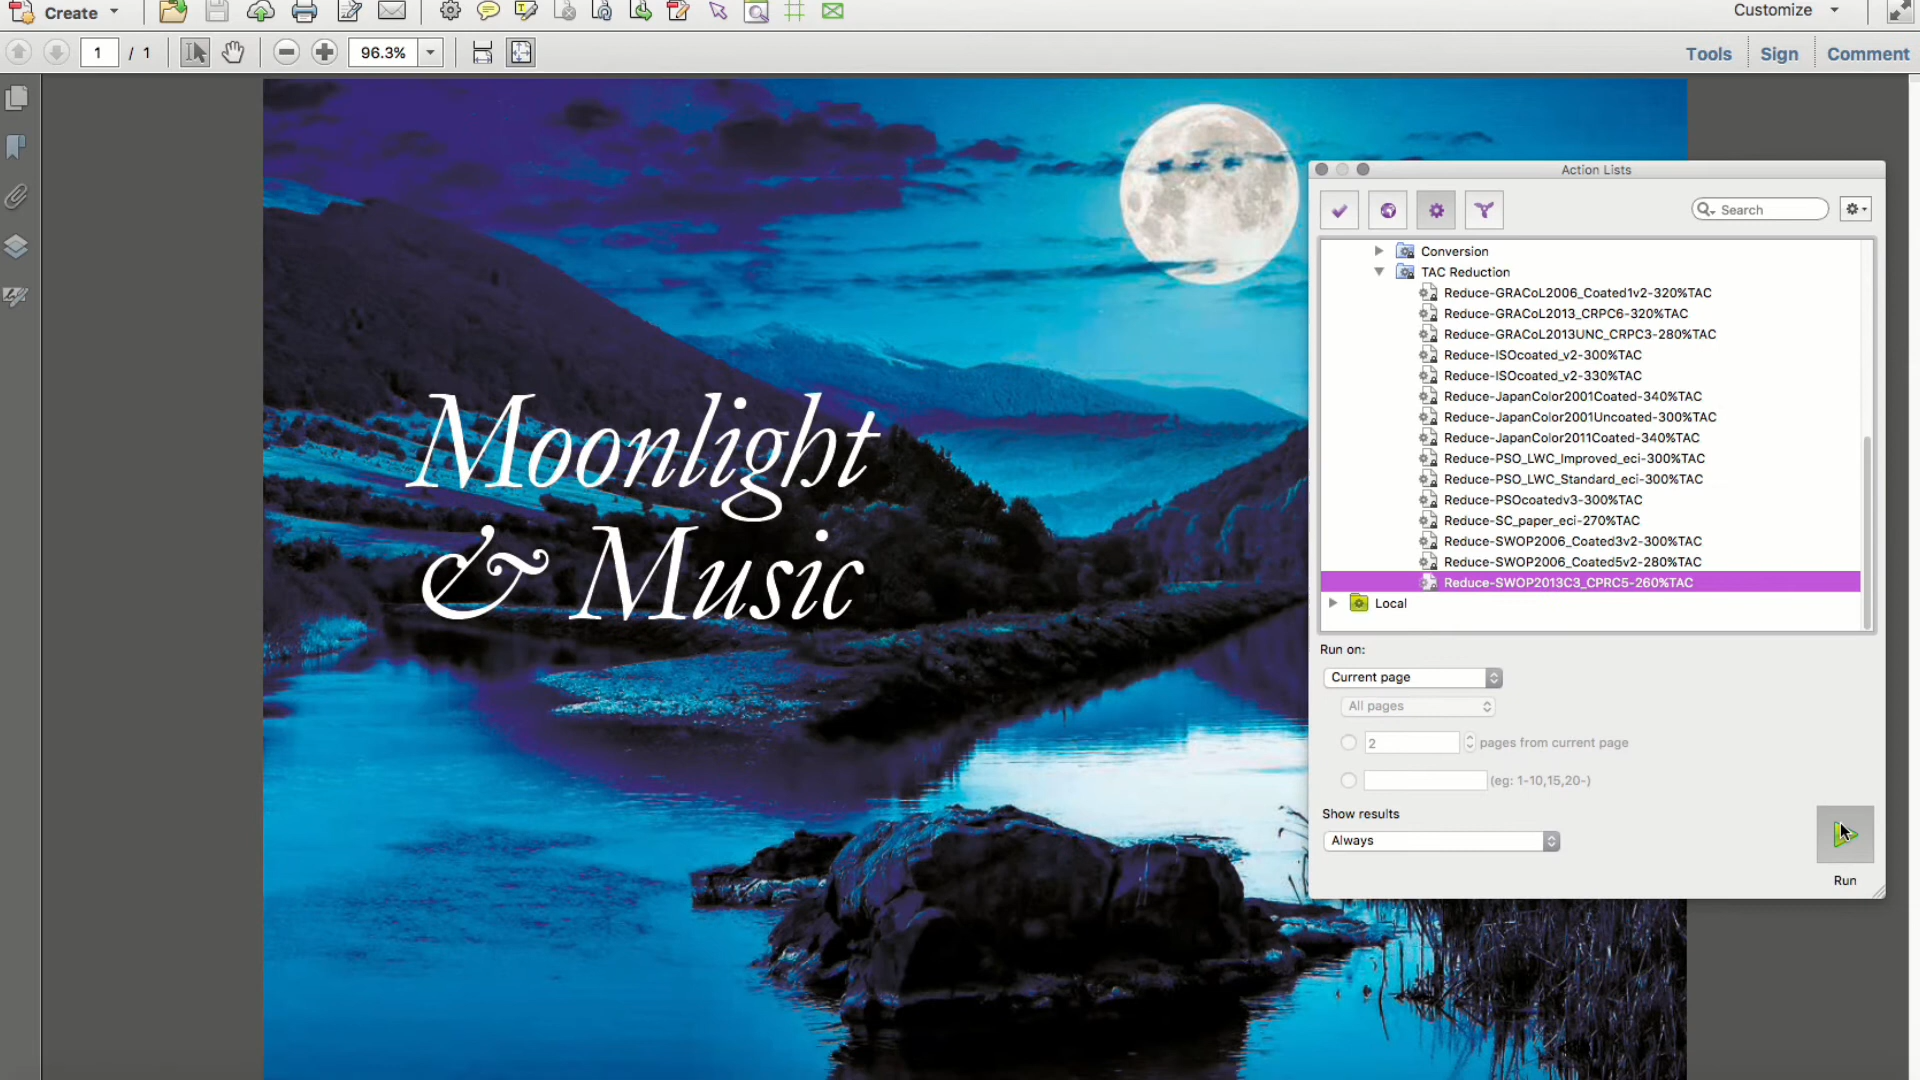 Create
Customize
1 / 1
96.3%
Tools
Sign
Comment
Moonlight
& Music
Action Lists
Search
Conversion
TAC Reduction
Reduce-GRACoL2006_Coated1v2-320%TAC
Reduce-GRACoL2013_CRPC6-320%TAC
Reduce-GRACoL2013UNC_CRPC3-280%TAC
Reduce-ISOcoated_v2-300%TAC
Reduce-ISOcoated_v2-330%TAC
Reduce-JapanColor2001Coated-340%TAC
Reduce-JapanColor2001Uncoated-300%TAC
Reduce-JapanColor2011Coated-340%TAC
Reduce-PSO_LWC_Improved_eci-300%TAC
Reduce-PSO_LWC_Standard_eci-300%TAC
Reduce-PSOcoatedv3-300%TAC
Reduce-SC_paper_eci-270%TAC
Reduce-SWOP2006_Coated3v2-300%TAC
Reduce-SWOP2006_Coated5v2-280%TAC
Reduce-SWOP2013C3_CPRC5-260%TAC
Local
Run on:
Current page
All pages
2 pages from current page
(eg: 1-10,15,20-)
Show results
Always
Run